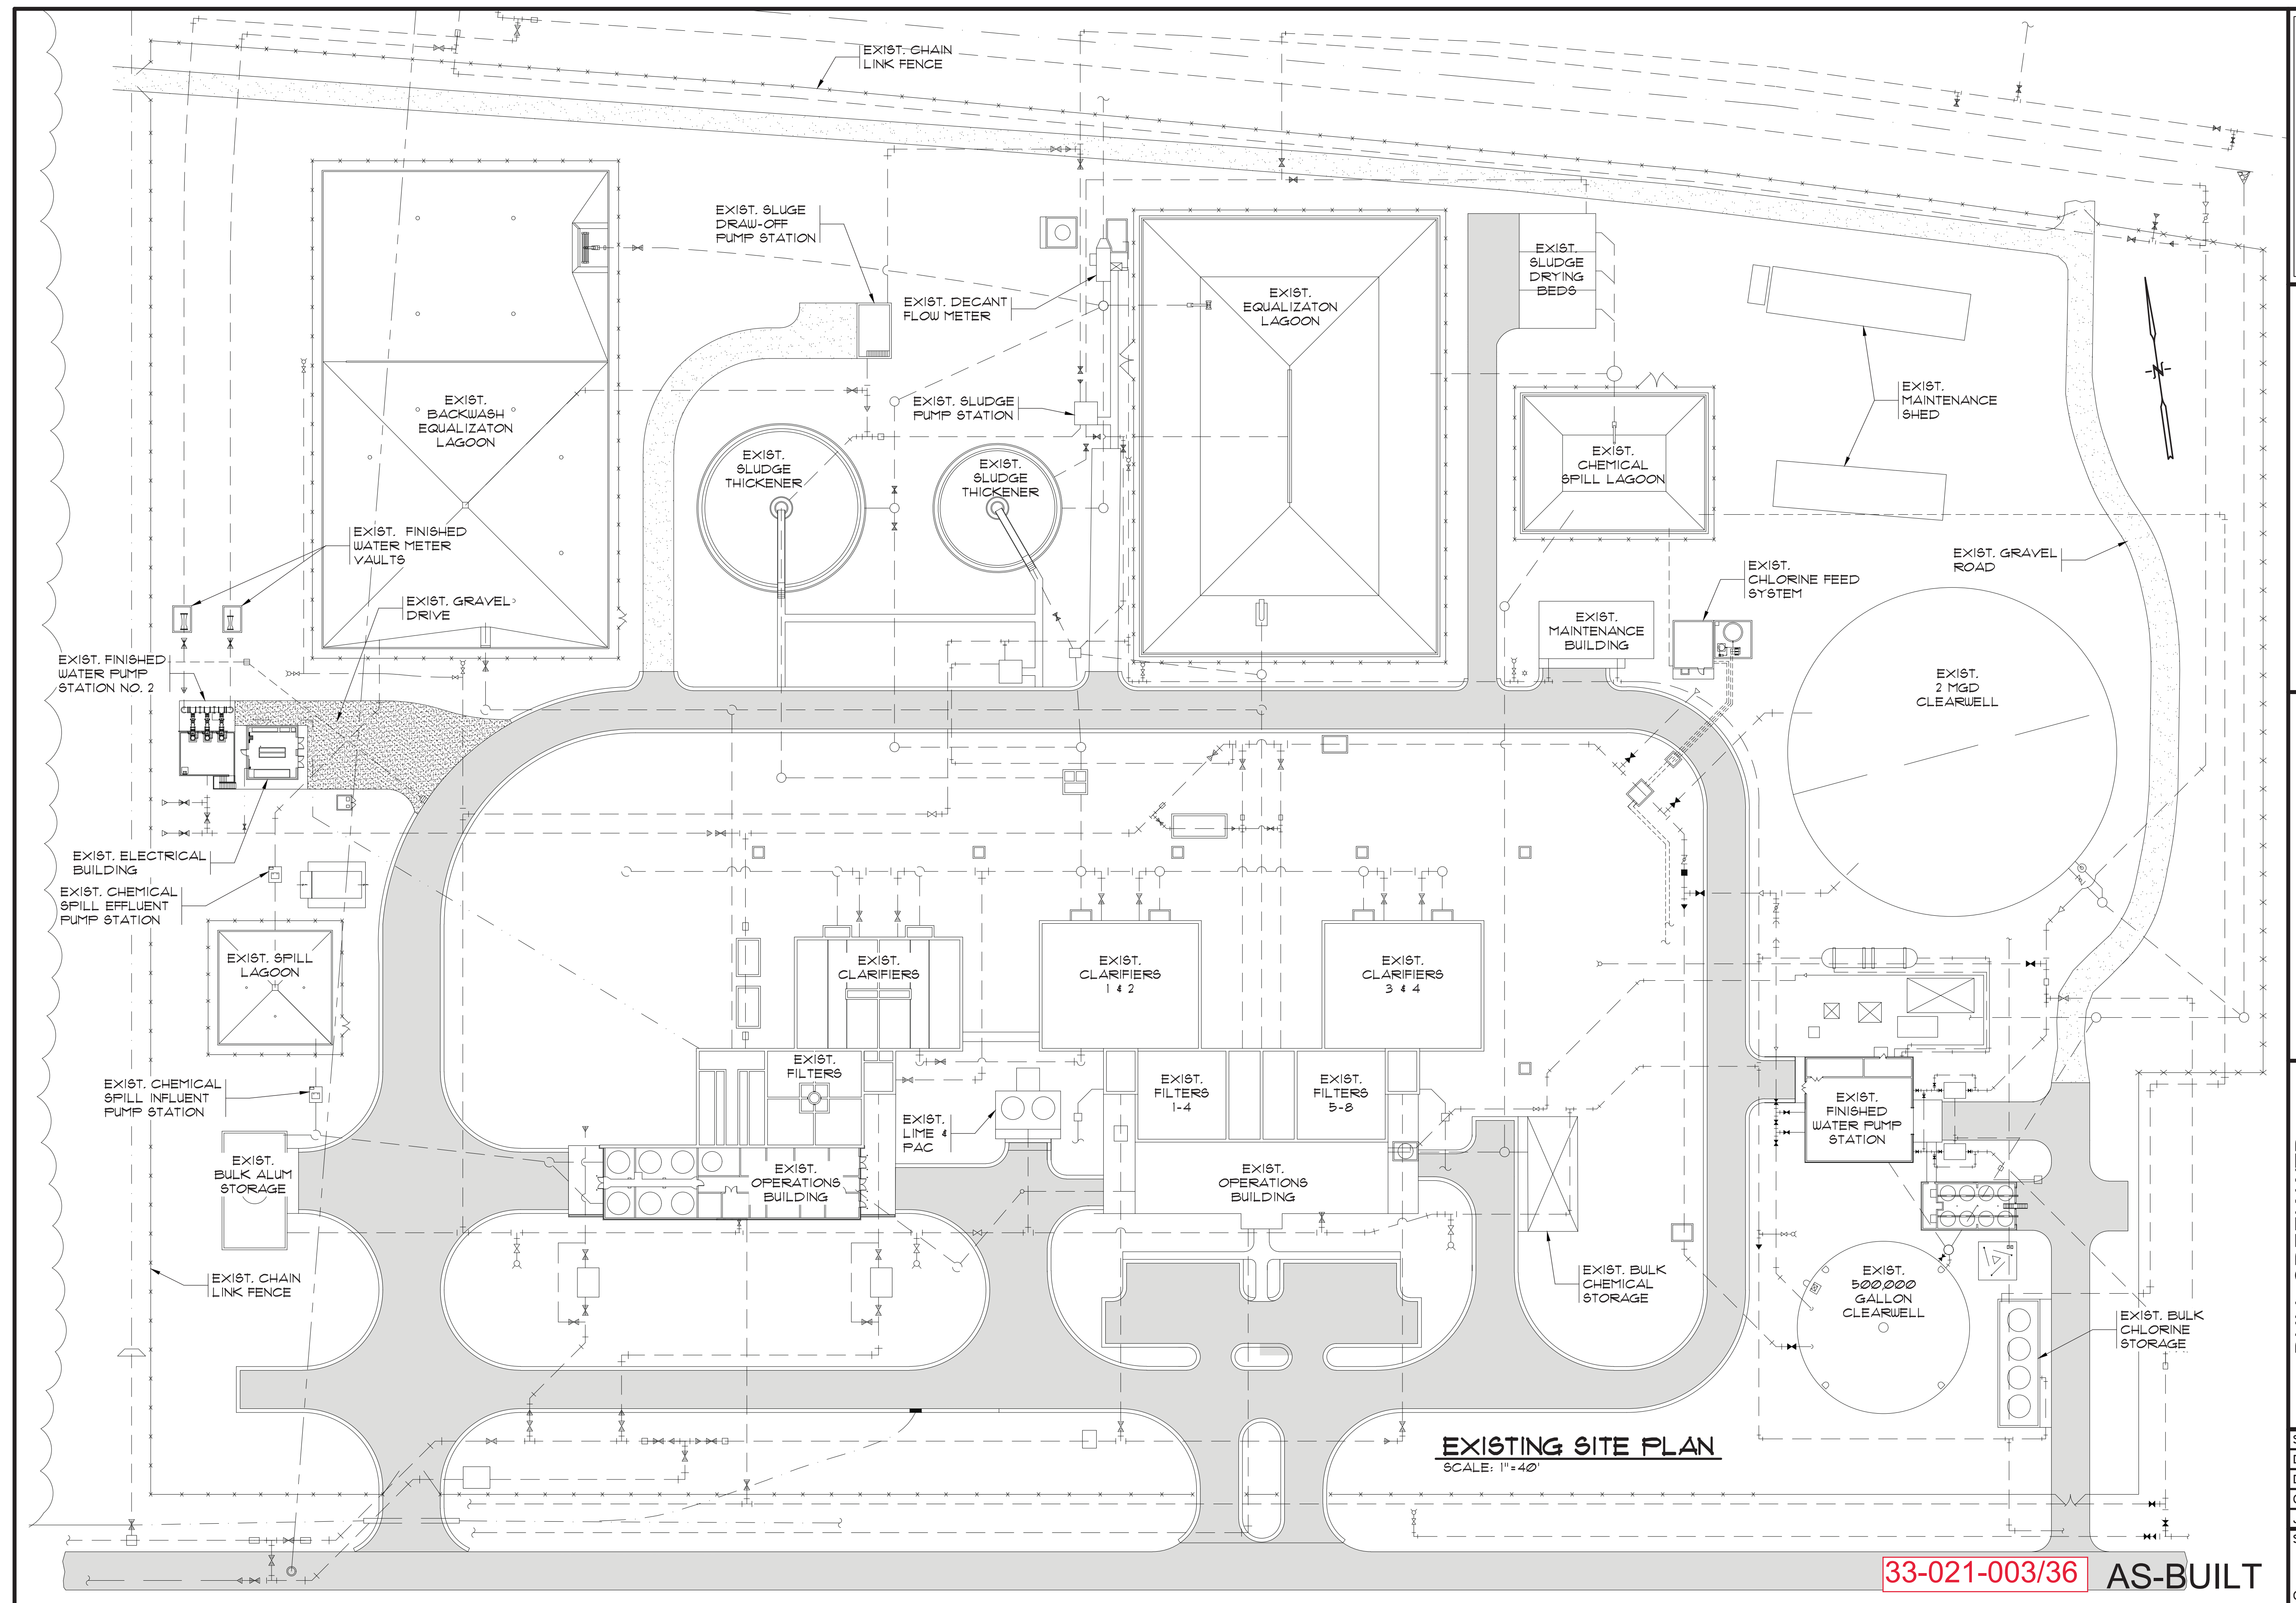 EXIST. CHAIN
LINK FENCE
EXIST. SLUGE
DRAW-OFF
PUMP STATION
EXIST. DECANT
FLOW METER
EXIST.
EQUALIZATON
LAGOON
EXIST.
SLUDGE
DRYING
BEDS
EXIST.
MAINTENANCE
SHED
N
EXIST.
BACKWASH
EQUALIZATON
LAGOON
EXIST. SLUDGE
PUMP STATION
EXIST.
SLUDGE
THICKENER
EXIST.
SLUDGE
THICKENER
EXIST.
CHEMICAL
SPILL LAGOON
EXIST. FINISHED
WATER METER
VAULTS
EXIST. GRAVEL
DRIVE
EXIST. GRAVEL
ROAD
EXIST.
CHLORINE FEED
SYSTEM
EXIST.
MAINTENANCE
BUILDING
EXIST. FINISHED
WATER PUMP
STATION NO. 2
EXIST.
2 MGD
CLEARWELL
EXIST. ELECTRICAL
BUILDING
EXIST. CHEMICAL
SPILL EFFLUENT
PUMP STATION
EXIST. SPILL
LAGOON
EXIST.
CLARIFIERS
EXIST.
CLARIFIERS
1 & 2
EXIST.
CLARIFIERS
3 & 4
EXIST. CHEMICAL
SPILL INFLUENT
PUMP STATION
EXIST.
FILTERS
EXIST.
FILTERS
1-4
EXIST.
FILTERS
5-8
EXIST.
LIME &
PAC
EXIST.
FINISHED
WATER PUMP
STATION
EXIST.
BULK ALUM
STORAGE
EXIST.
OPERATIONS
BUILDING
EXIST.
OPERATIONS
BUILDING
EXIST. CHAIN
LINK FENCE
EXIST. BULK
CHEMICAL
STORAGE
EXIST.
500,000
GALLON
CLEARWELL
EXIST. BULK
CHLORINE
STORAGE
EXISTING SITE PLAN
SCALE: 1"=40'
33-021-003/36
AS-BUILT